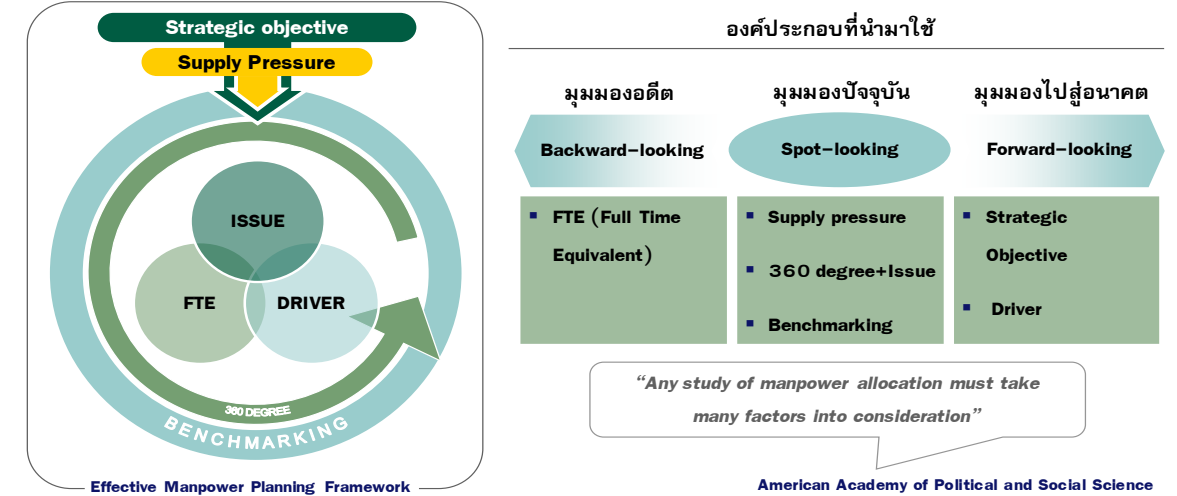 Strategic objective
Supply Pressure
ISSUE
FTE
DRIVER
360 DEGREE
BENCHMARKING
Effective Manpower Planning Framework
องค์ประกอบที่นำมาใช้
มุมมองอดีต
มุมมองปัจจุบัน
มุมมองไปสู่อนาคต
Backward-looking
Spot-looking
Forward-looking
▪ FTE (Full Time
Equivalent)
▪ Supply pressure
▪ 360 degree+Issue
▪ Benchmarking
▪ Strategic
Objective
▪ Driver
“Any study of manpower allocation must take
many factors into consideration”
American Academy of Political and Social Science